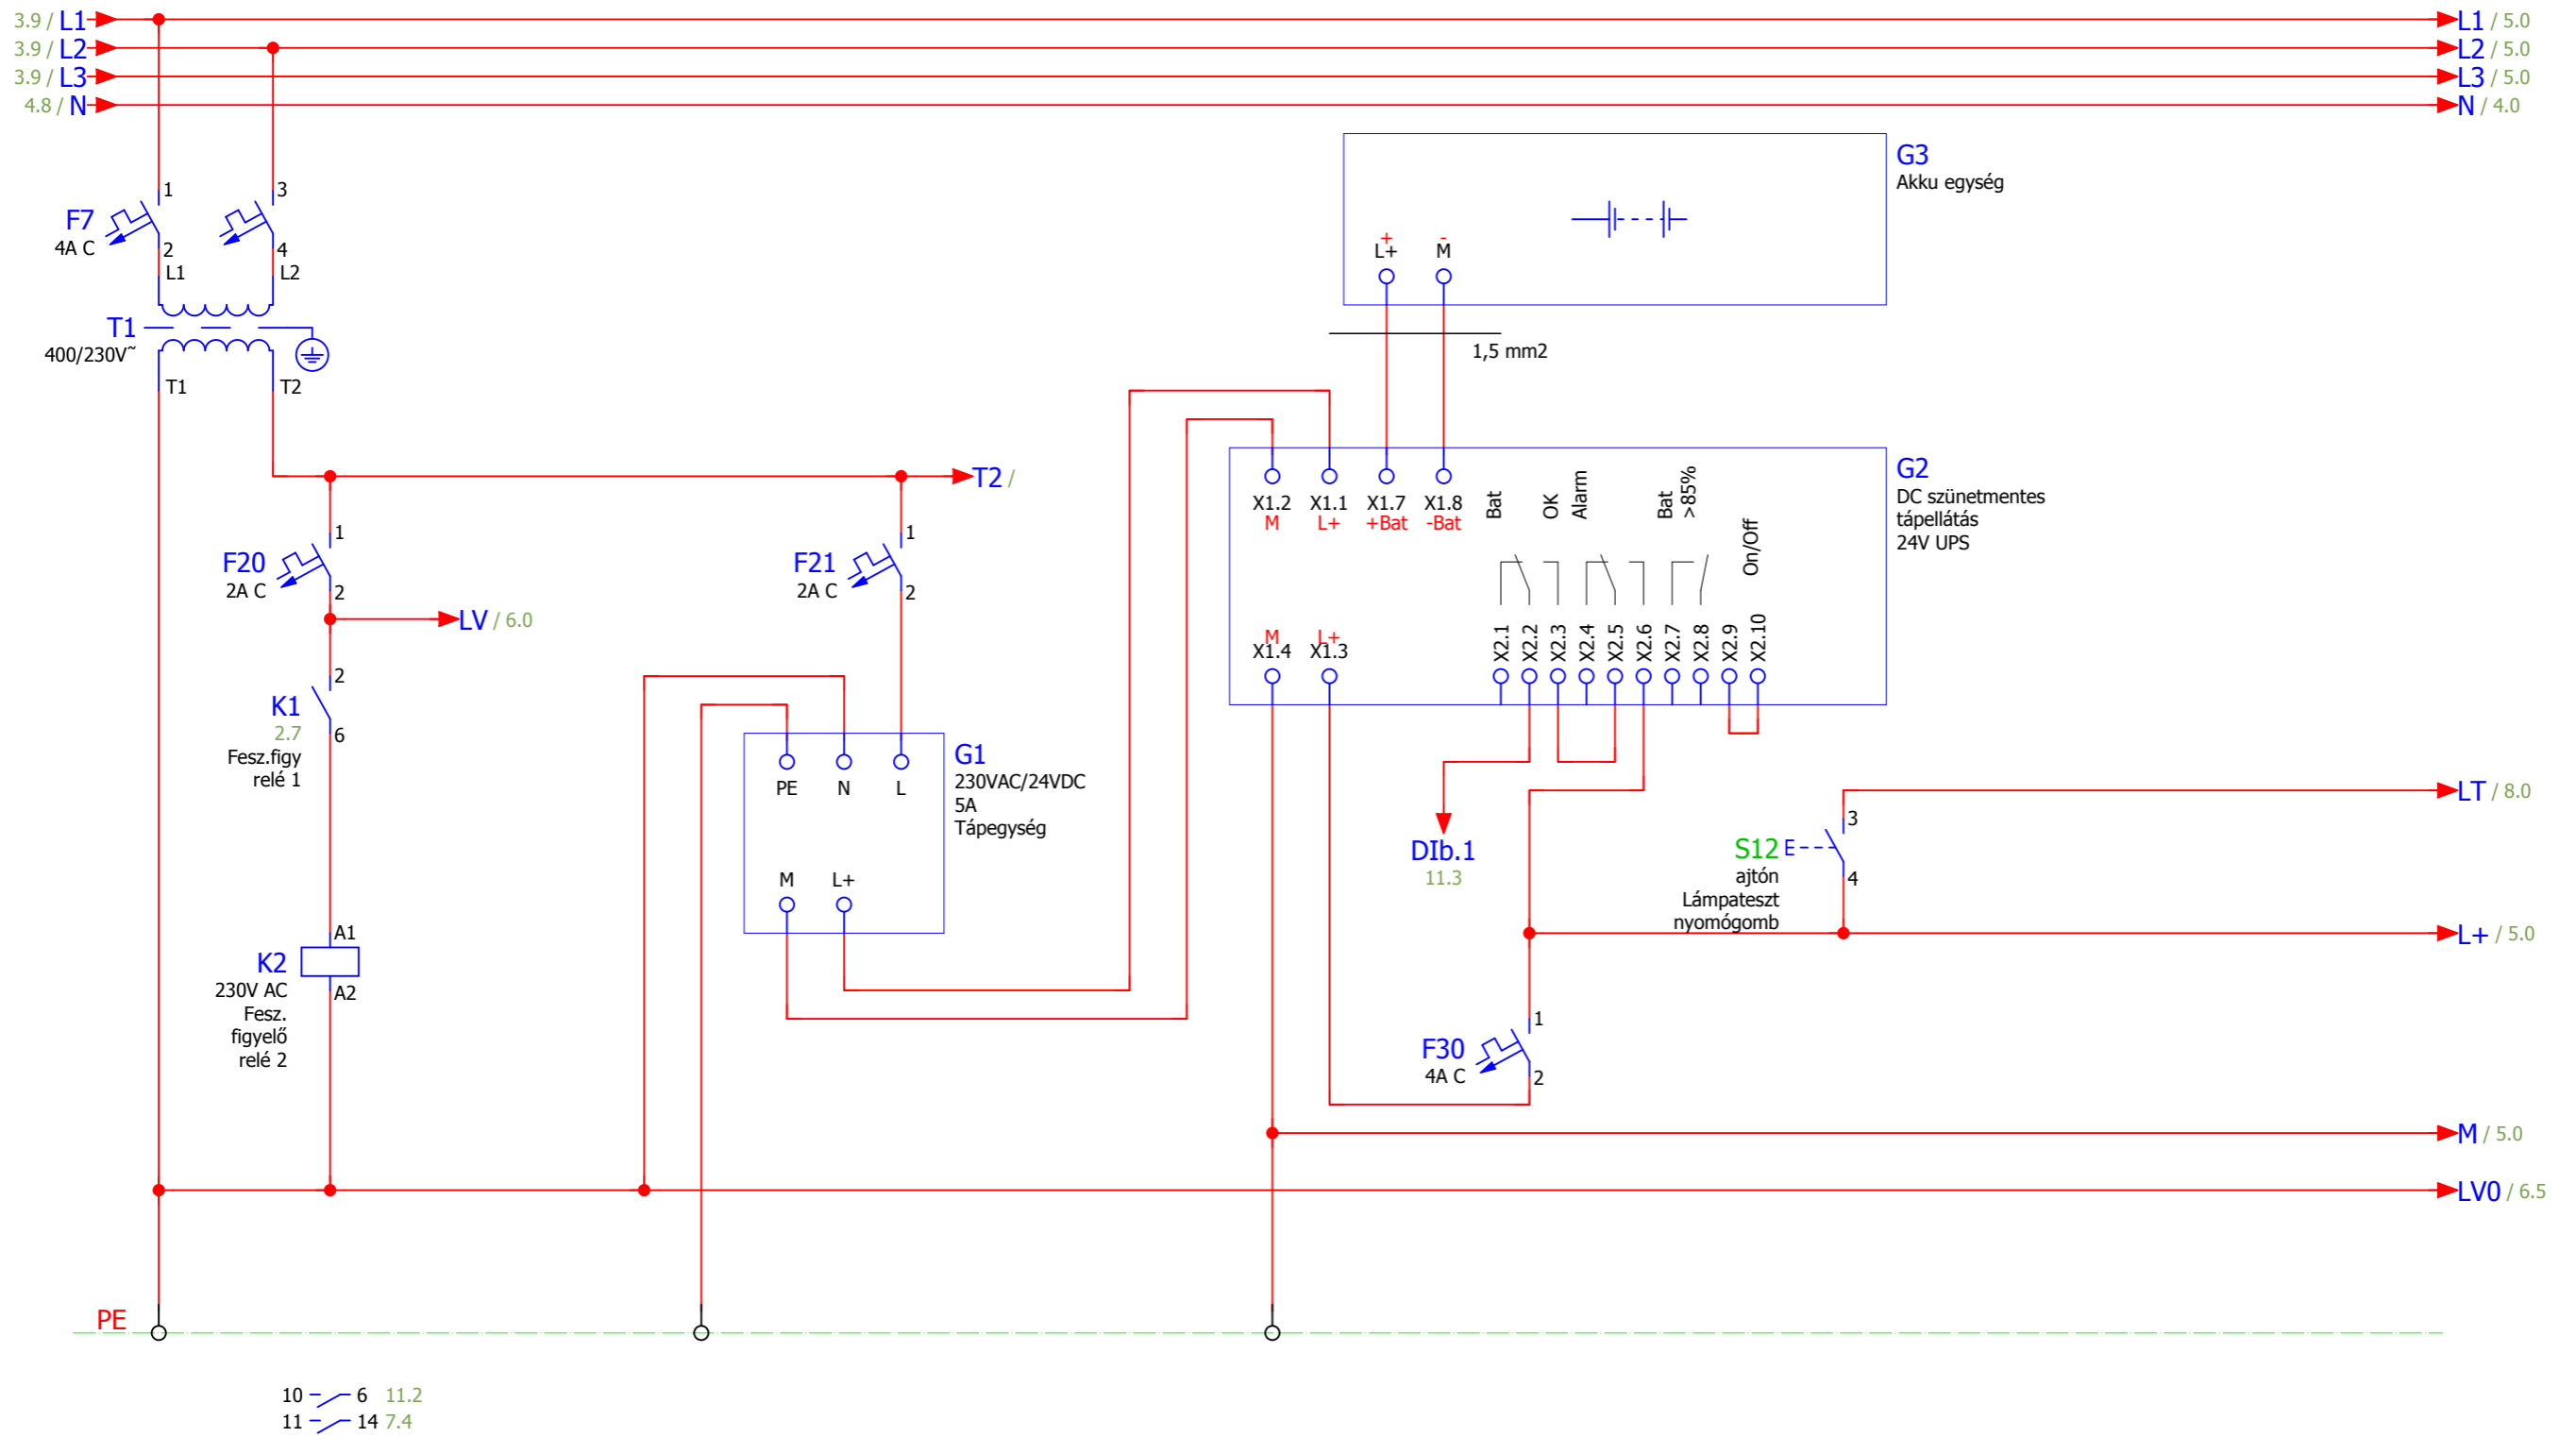 3.9 / L1
L1 / 5.0
3.9 / L2
L2 / 5.0
3.9 / L3
L3 / 5.0
4.8 / N
N / 4.0
G3
Akku egység
+
L+
-
M
1,5 mm2
1
3
F7
4A C
2
4
L1
L2
T1
400/230V~
T1
T2
T2 /
1
F20
2A C
2
LV / 6.0
1
F21
2A C
2
2
K1
2.7
6
Fesz.figy
relé 1
A1
K2
230V AC
A2
Fesz.
figyelő
relé 2
G1
230VAC/24VDC
5A
Tápegység
PE
N
L
M
L+
G2
DC szünetmentes
tápellátás
24V UPS
X1.2
X1.1
X1.7
X1.8
M
L+
+Bat
-Bat
Bat
OK
Alarm
Bat
>85%
On/Off
M
L+
X1.4
X1.3
X2.1
X2.2
X2.3
X2.4
X2.5
X2.6
X2.7
X2.8
X2.9
X2.10
DIb.1
11.3
LT / 8.0
3
S12
E
ajtón
4
Lámpateszt
nyomógomb
L+ / 5.0
1
F30
4A C
2
M / 5.0
LV0 / 6.5
PE
10 6 11.2
11 14 7.4